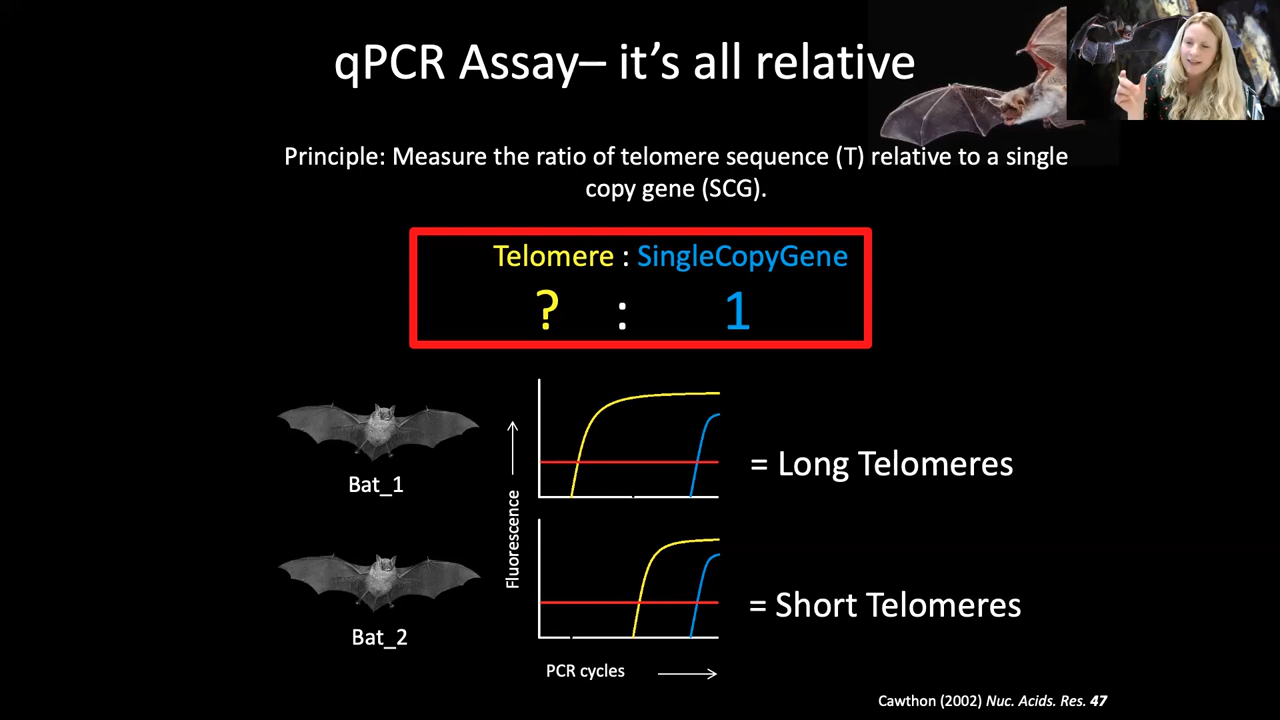 qPCR Assay– it's all relative
Principle: Measure the ratio of telomere sequence (T) relative to a single
copy gene (SCG).
Telomere : SingleCopyGene
? : 1
Bat_1
= Long Telomeres
Fluorescence
Bat_2
= Short Telomeres
PCR cycles
Cawthon (2002) Nuc. Acids. Res. 47